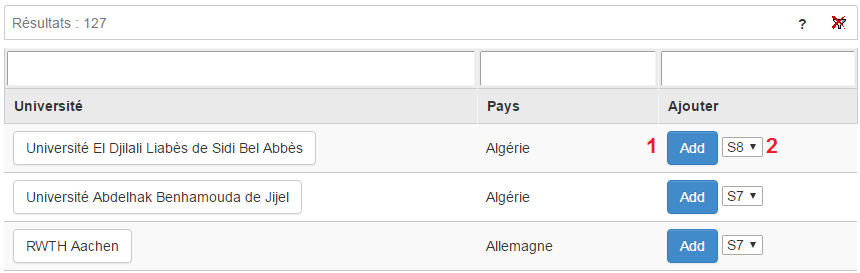 Résultats : 127 ?
Université Pays Ajouter
Université El Djilali Liabès de Sidi Bel Abbès Algérie 1 Add S8 2
Université Abdelhak Benhamouda de Jijel Algérie Add S7
RWTH Aachen Allemagne Add S7